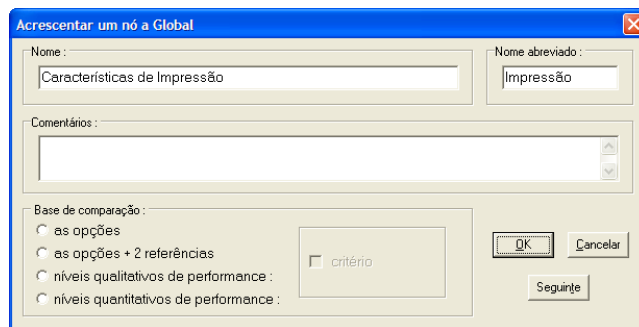 Acrescentar um nó a Global
Nome :
Características de Impressão
Nome abreviado :
Impressão
Comentários :
Base de comparação :
as opções
as opções + 2 referências
níveis qualitativos de performance :
níveis quantitativos de performance :
critério
OK
Cancelar
Seguinte